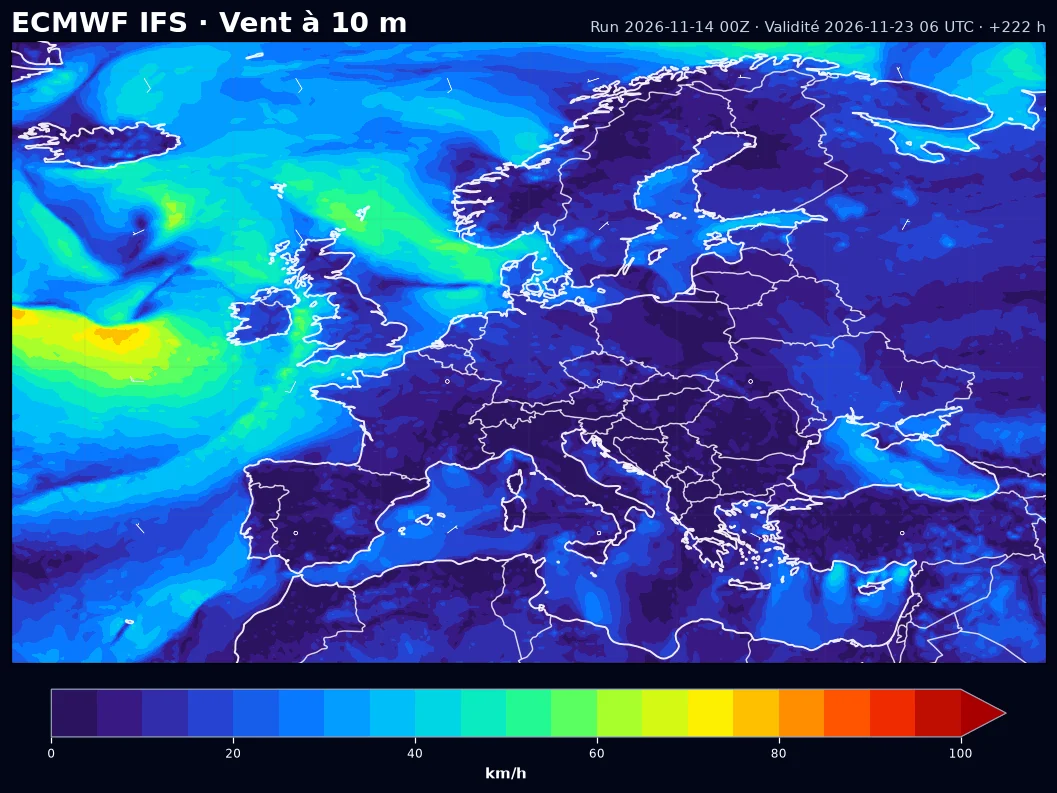 ECMWF IFS · Vent à 10 m
Run 2026-11-14 00Z · Validité 2026-11-23 06 UTC · +222 h
0 20 40 60 80 100
km/h